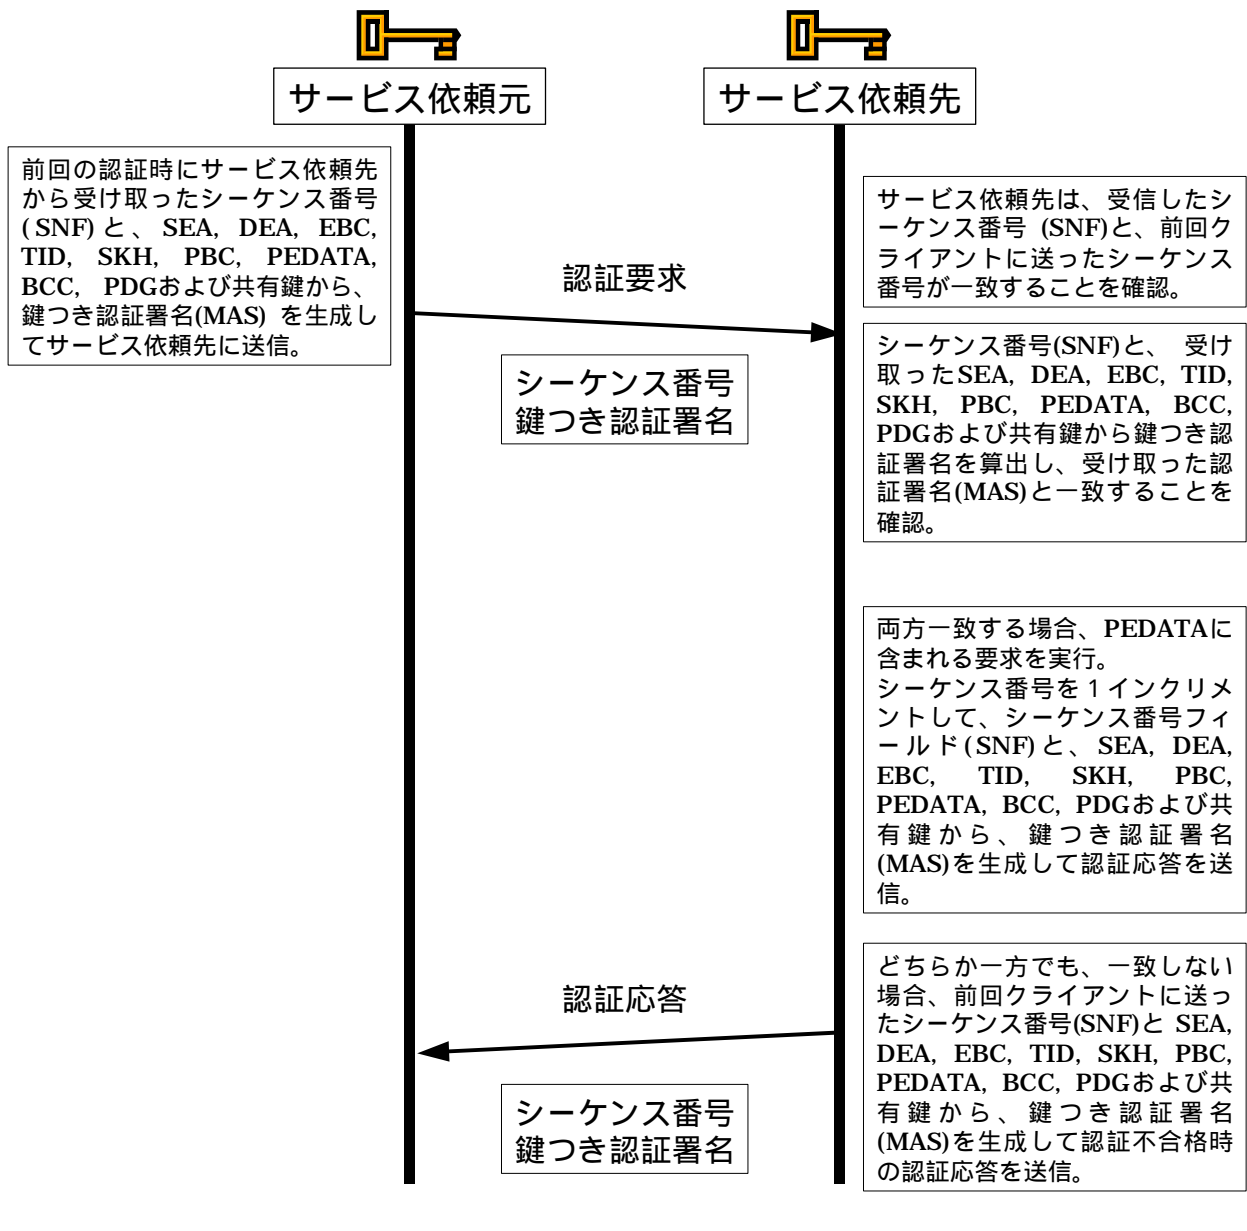 サービス依頼元
サービス依頼先
前回の認証時にサービス依頼先
から受け取ったシーケンス番号
(SNF)と、SEA, DEA, EBC,
TID, SKH, PBC, PEDATA,
BCC, PDGおよび共有鍵から、
鍵つき認証署名(MAS) を生成し
てサービス依頼先に送信。
サービス依頼先は、受信したシ
ーケンス番号 (SNF)と、前回ク
ライアントに送ったシーケンス
番号が一致することを確認。
認証要求
シーケンス番号
鍵つき認証署名
シーケンス番号(SNF)と、 受け
取ったSEA, DEA, EBC, TID,
SKH, PBC, PEDATA, BCC,
PDGおよび共有鍵から鍵つき認
証署名を算出し、受け取った認
証署名(MAS)と一致することを
確認。
両方一致する場合、PEDATAに
含まれる要求を実行。
シーケンス番号を１インクリメ
ントして、シーケンス番号フィ
ールド(SNF)と、SEA, DEA,
EBC, TID, SKH, PBC,
PEDATA, BCC, PDGおよび共
有鍵から、鍵つき認証署名
(MAS)を生成して認証応答を送
信。
認証応答
シーケンス番号
鍵つき認証署名
どちらか一方でも、一致しない
場合、前回クライアントに送っ
たシーケンス番号(SNF)と SEA,
DEA, EBC, TID, SKH, PBC,
PEDATA, BCC, PDGおよび共
有鍵から、鍵つき認証署名
(MAS)を生成して認証不合格時
の認証応答を送信。